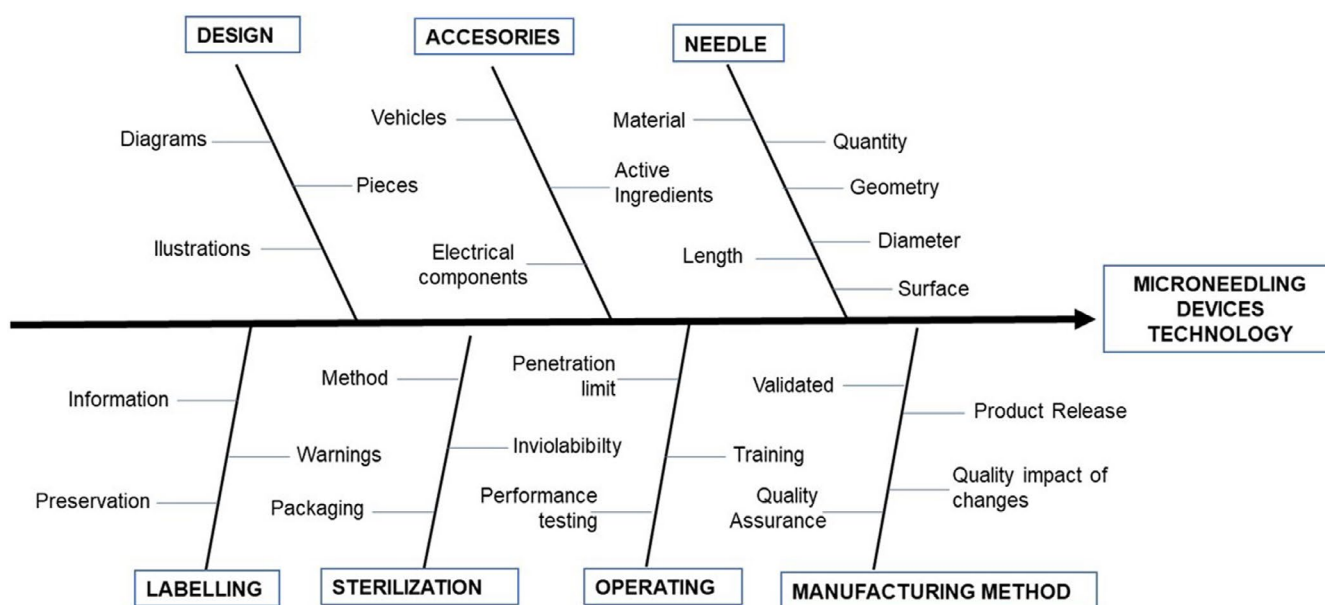 DESIGN
ACCESORIES
NEEDLE
Diagrams
Pieces
Ilustrations
Vehicles
Active
Ingredients
Electrical
components
Material
Quantity
Geometry
Diameter
Length
Surface
MICRONEEDLING
DEVICES
TECHNOLOGY
Information
Warnings
Preservation
Method
Inviolabibilty
Packaging
Penetration
limit
Training
Performance
testing
Validated
Product Release
Quality impact of
changes
Quality
Assurance
LABELLING
STERILIZATION
OPERATING
MANUFACTURING METHOD